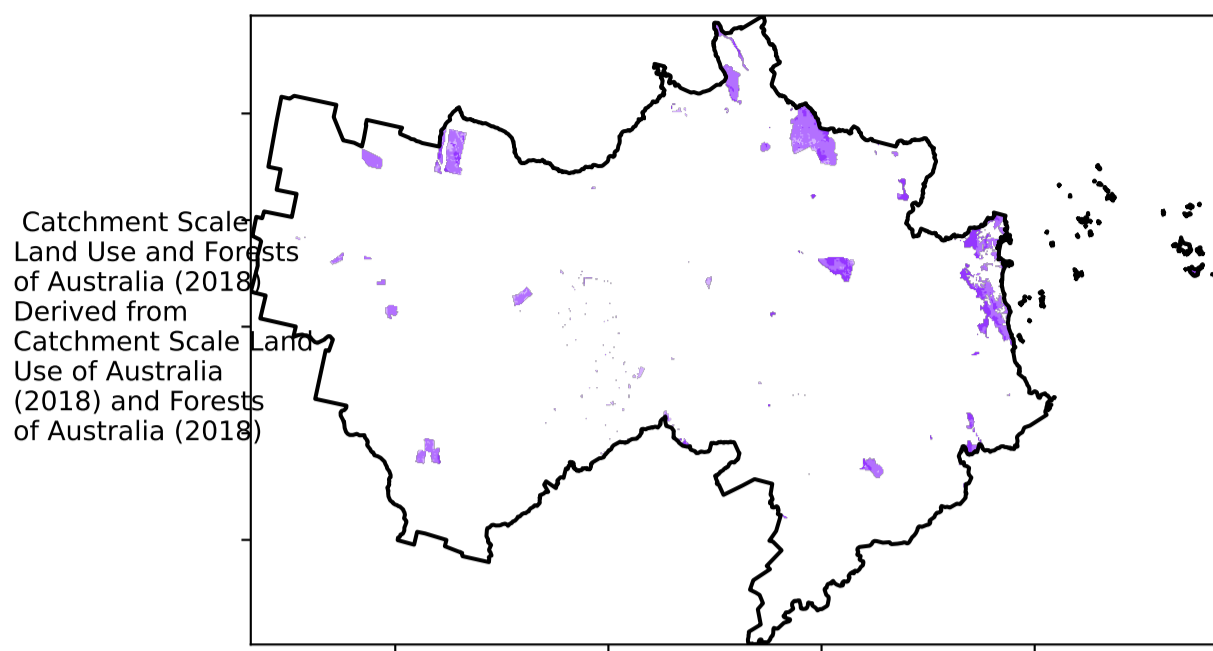 Catchment Scale
Land Use and Forests
of Australia (2018)
Derived from
Catchment Scale Land
Use of Australia
(2018) and Forests
of Australia (2018)